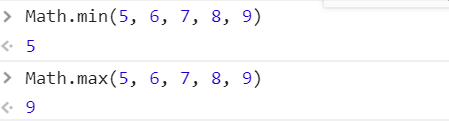 > Math.min(5, 6, 7, 8, 9)
<· 5
> Math.max(5, 6, 7, 8, 9)
<· 9